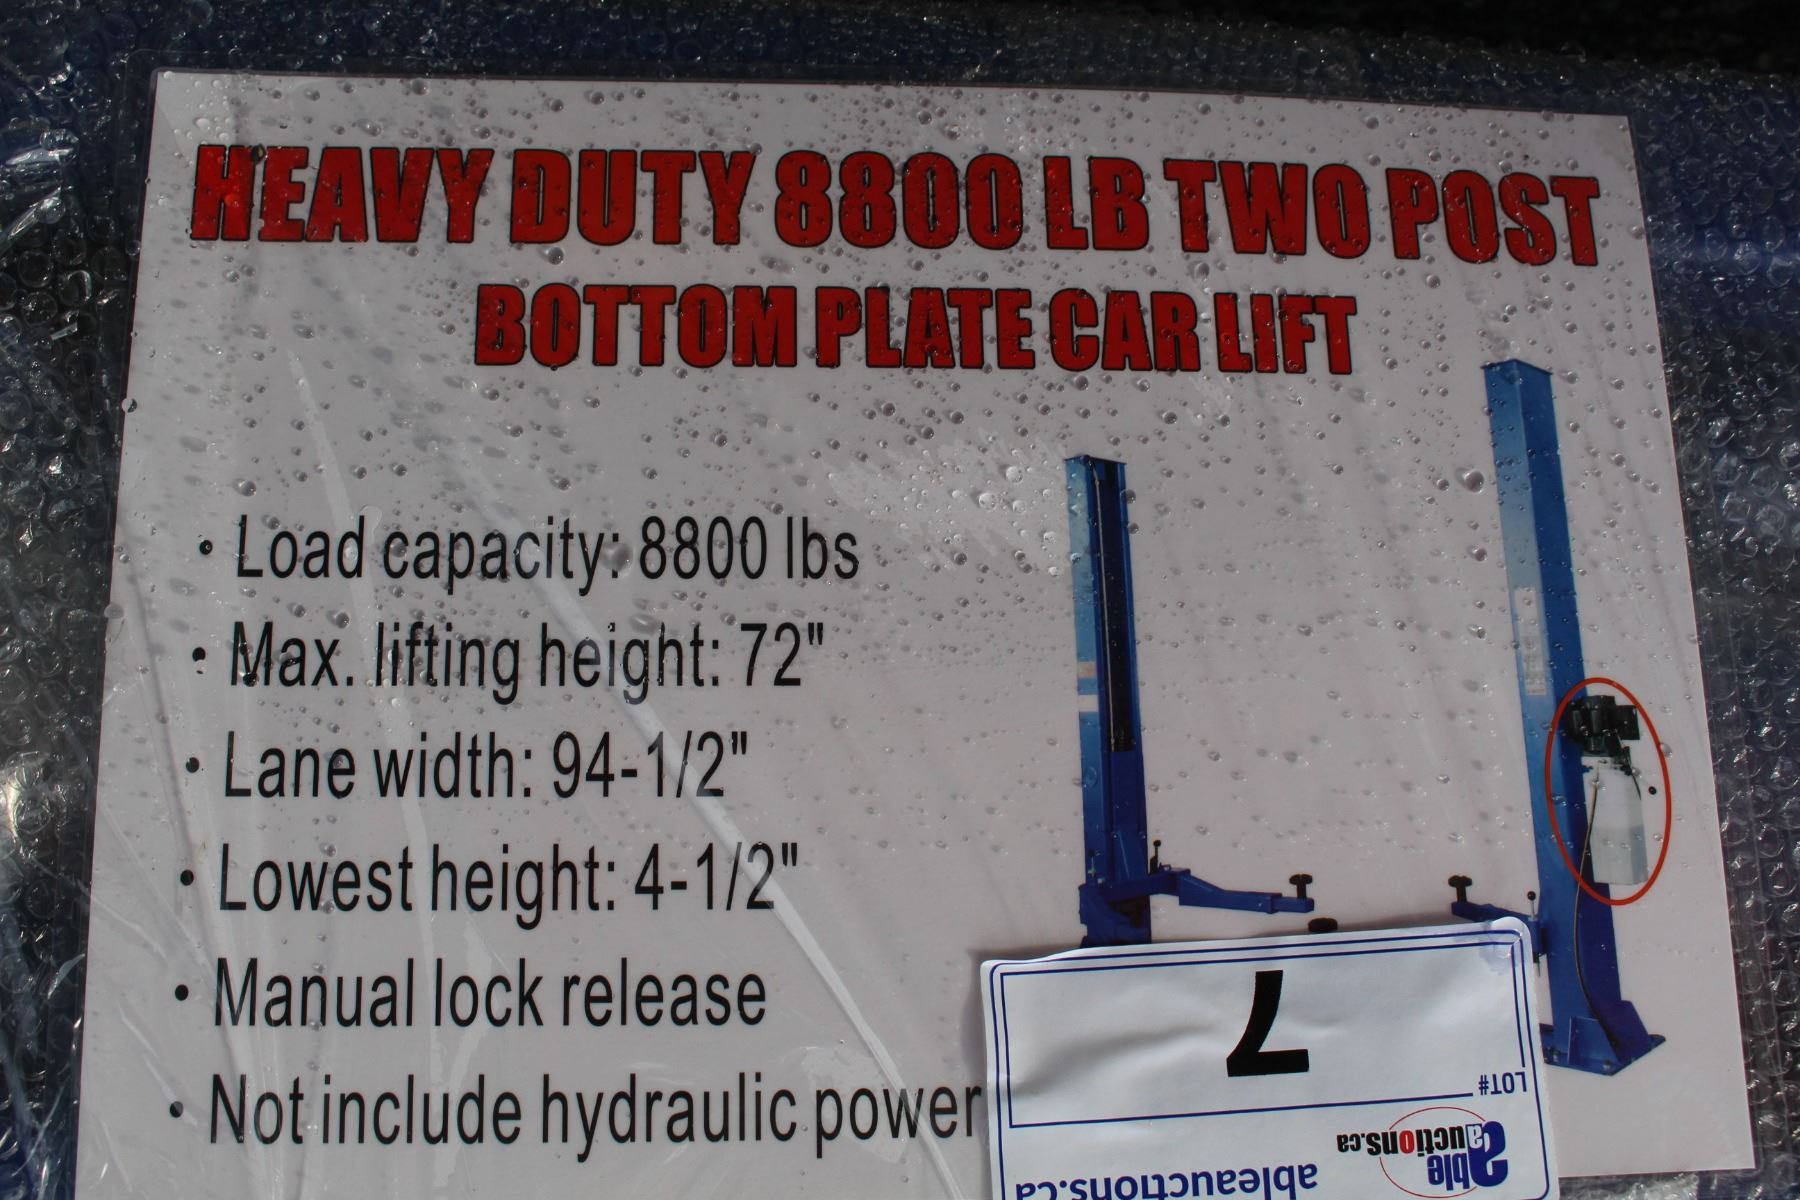 HEAVY DUTY 8800 LB TWO POST
BOTTOM PLATE CAR LIFT
• Load capacity: 8800 lbs
• Max. lifting height: 72"
• Lane width: 94-1/2"
• Lowest height: 4-1/2"
• Manual lock release
• Not include hydraulic power
7
LOT#
able
auctions.ca
ableauctions.ca